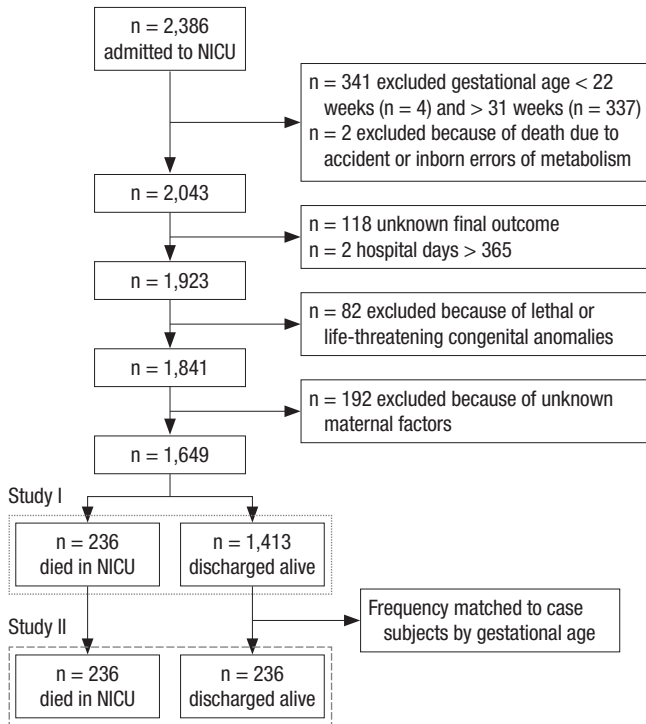 n = 2,386
admitted to NICU
n = 341 excluded gestational age < 22
weeks (n = 4) and > 31 weeks (n = 337)
n = 2 excluded because of death due to
accident or inborn errors of metabolism
n = 2,043
n = 118 unknown final outcome
n = 2 hospital days > 365
n = 1,923
n = 82 excluded because of lethal or
life-threatening congenital anomalies
n = 1,841
n = 192 excluded because of unknown
maternal factors
n = 1,649
Study I
n = 236
died in NICU
n = 1,413
discharged alive
Frequency matched to case
subjects by gestational age
Study II
n = 236
died in NICU
n = 236
discharged alive